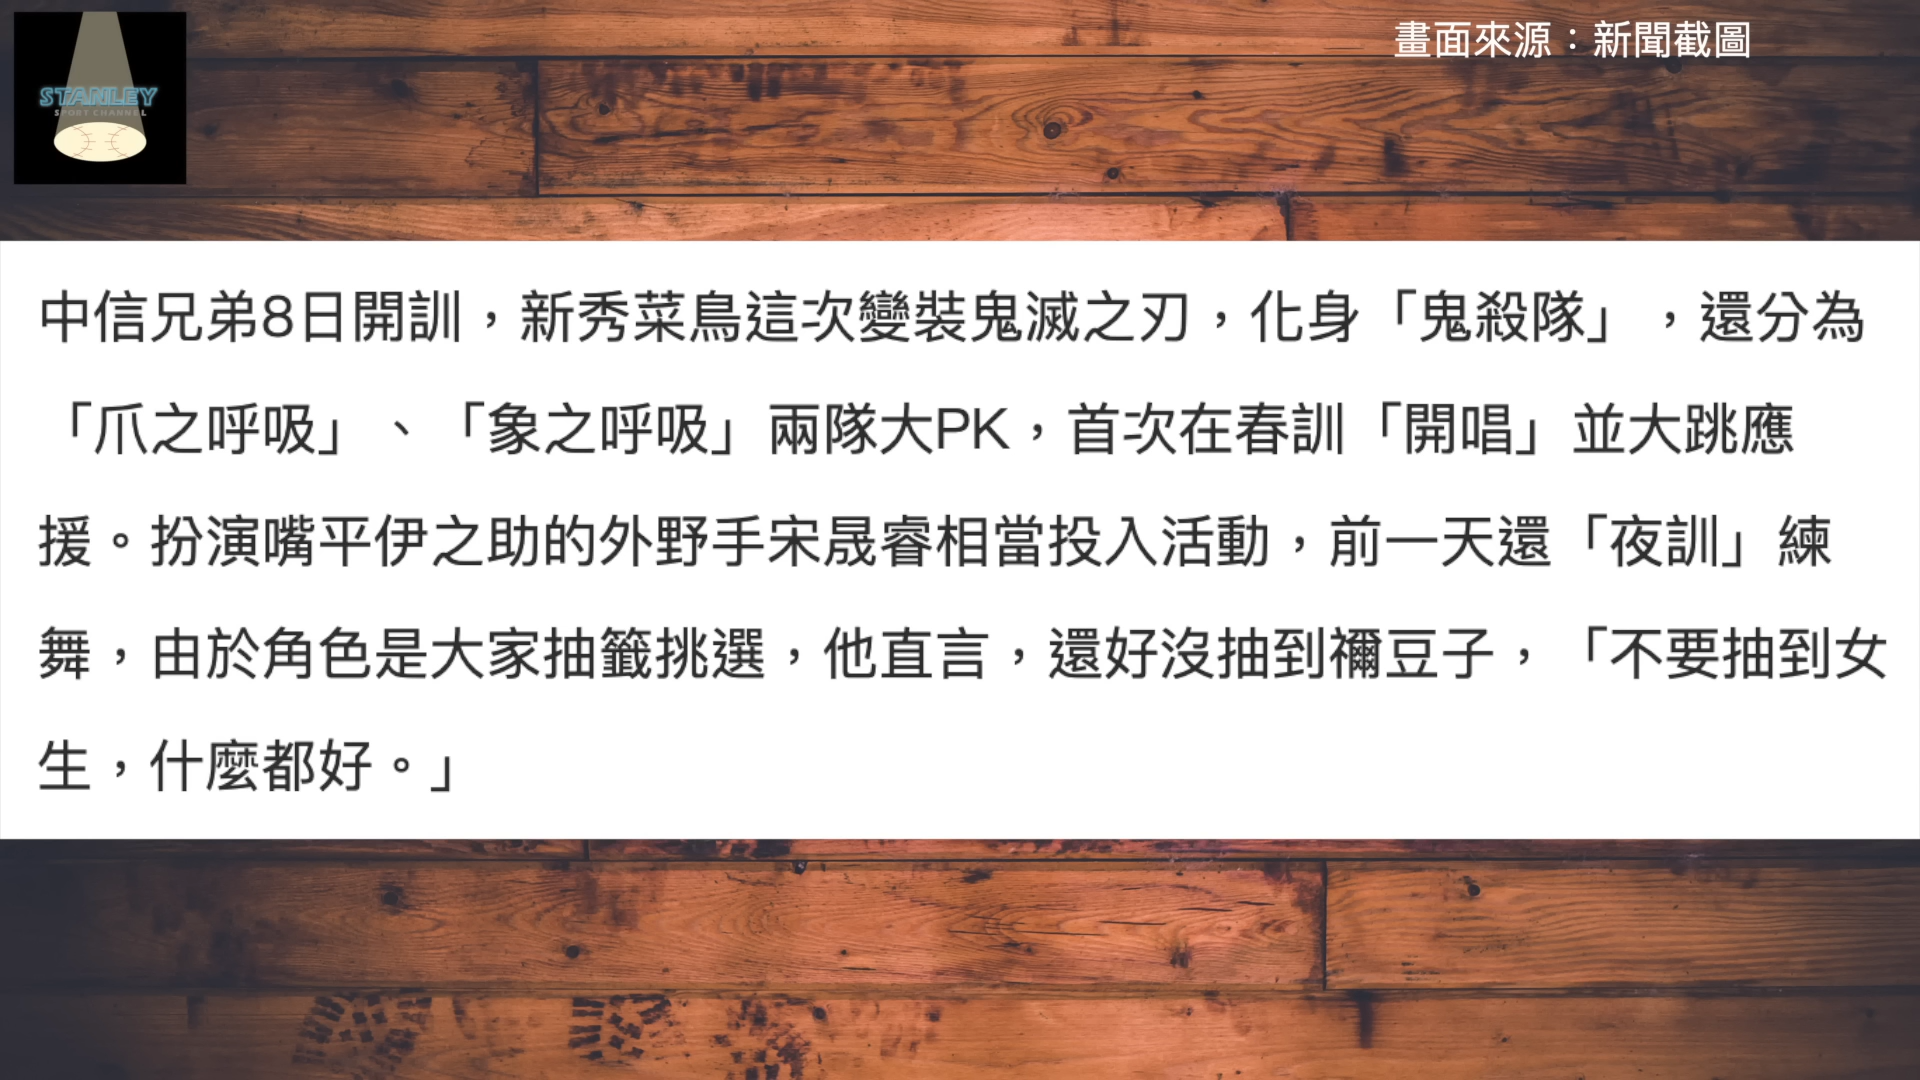 STANLEY
SPORT CHANNEL
畫面來源：新聞截圖
中信兄弟8日開訓，新秀菜鳥這次變裝鬼滅之刃，化身「鬼殺隊」，還分為
「爪之呼吸」、「象之呼吸」兩隊大PK，首次在春訓「開唱」並大跳應
援。扮演嘴平伊之助的外野手宋晟睿相當投入活動，前一天還「夜訓」練
舞，由於角色是大家抽籤挑選，他直言，還好沒抽到禰豆子，「不要抽到女
生，什麼都好。」